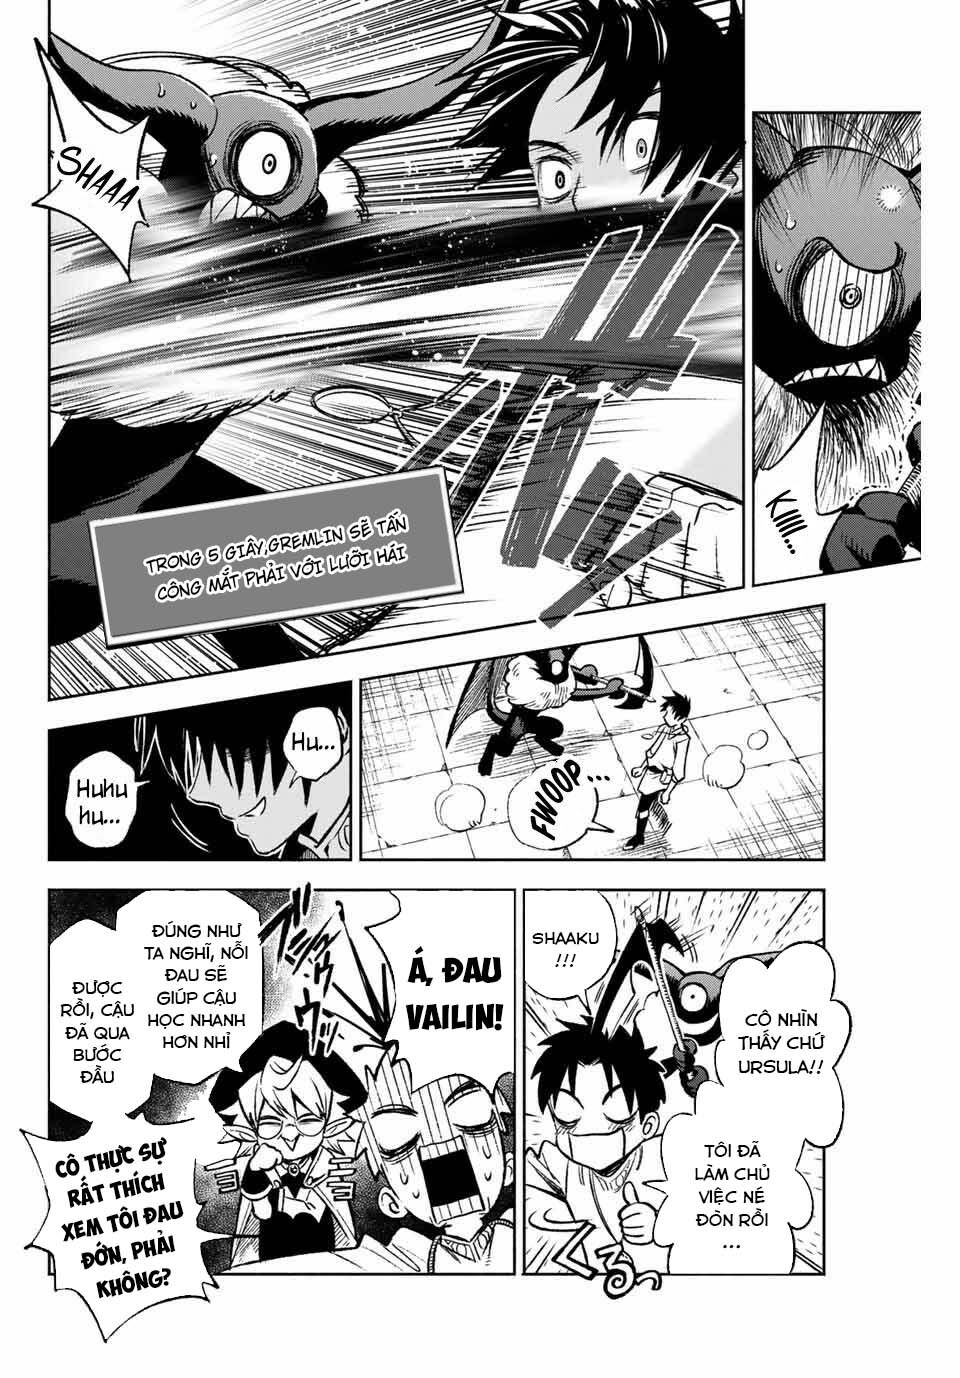 KIIII...
SHAAA
TRONG 5 GIÂY,GREMLIN SẼ TẤN
CÔNG MẮT PHẢI VỚI LƯỠI HÁI
FWOOP ...
Hu...
Huhu
hu...
CÔ NHÌN
THẤY CHỨ
URSULA!!
TÔI ĐÃ
LÀM CHỦ
VIỆC NÉ
ĐÒN RỒI
...
SHAAKU
!!!
Á, ĐAU
VAILIN!
ĐÚNG NHƯ
TA NGHĨ, NỖI
ĐAU SẼ
GIÚP CẬU
HỌC NHANH
HƠN NHỈ
ĐƯỢC
RỒI, CẬU
ĐÃ QUA
BƯỚC
ĐẦU
CÔ THỰC SỰ
RẤT THÍCH
XEM TÔI ĐAU
ĐỚN, PHẢI
KHÔNG?